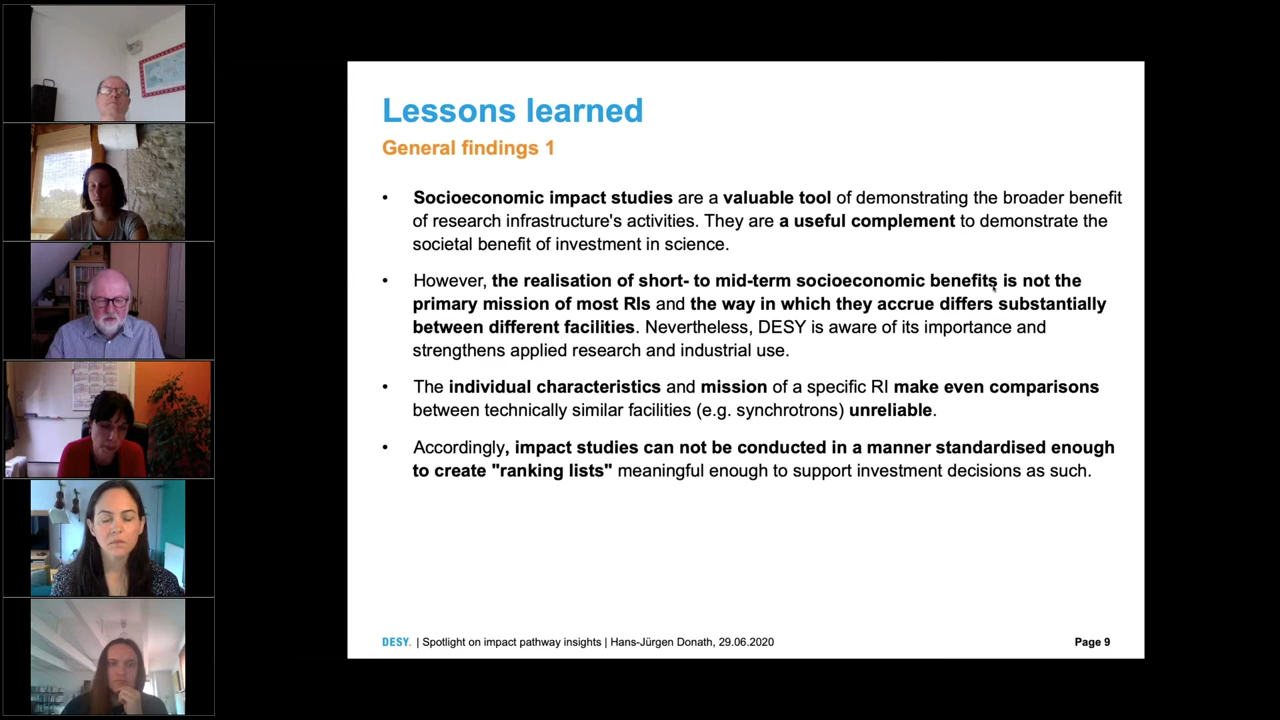 Lessons learned
General findings 1
• Socioeconomic impact studies are a valuable tool of demonstrating the broader benefit
of research infrastructure's activities. They are a useful complement to demonstrate the
societal benefit of investment in science.
• However, the realisation of short- to mid-term socioeconomic benefits is not the
primary mission of most RIs and the way in which they accrue differs substantially
between different facilities. Nevertheless, DESY is aware of its importance and
strengthens applied research and industrial use.
• The individual characteristics and mission of a specific RI make even comparisons
between technically similar facilities (e.g. synchrotrons) unreliable.
• Accordingly, impact studies can not be conducted in a manner standardised enough
to create "ranking lists" meaningful enough to support investment decisions as such.
DESY. | Spotlight on impact pathway insights | Hans-Jürgen Donath, 29.06.2020 Page 9